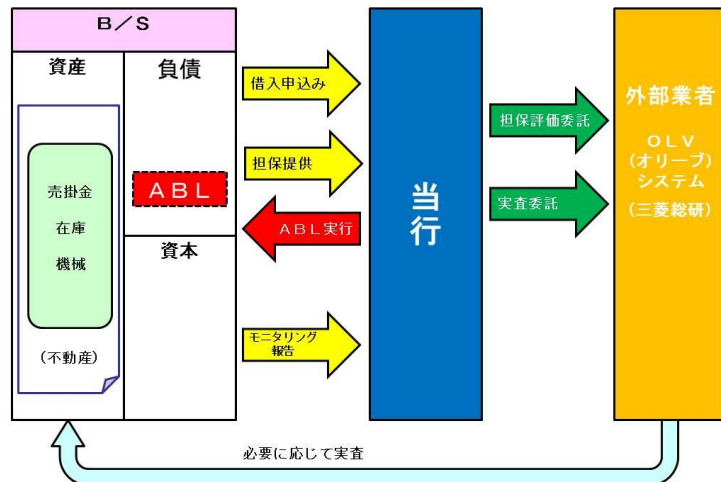 B/S
資産
負債
売掛金
在庫
機械
(不動産)
ABL
資本
借入申込み
担保提供
ABL実行
モニタリング
報告
当行
担保評価委託
実査委託
外部業者
OLV
(オリーブ)
システム
(三菱総研)
必要に応じて実査